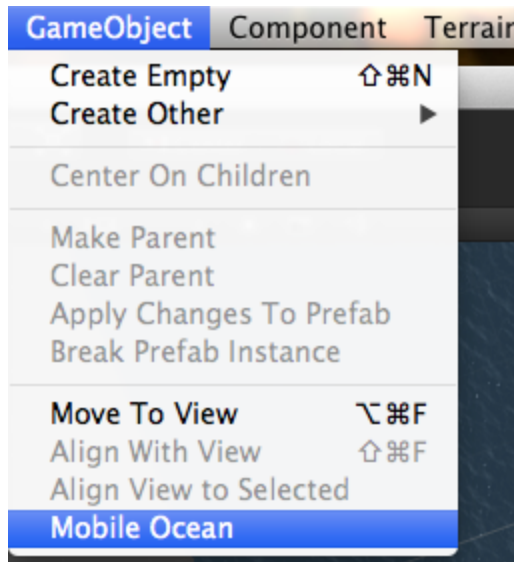 GameObject Component Terrain
Create Empty ⇧⌘N
Create Other ▶
Center On Children
Make Parent
Clear Parent
Apply Changes To Prefab
Break Prefab Instance
Move To View ⌥⌘F
Align With View ⇧⌘F
Align View to Selected
Mobile Ocean